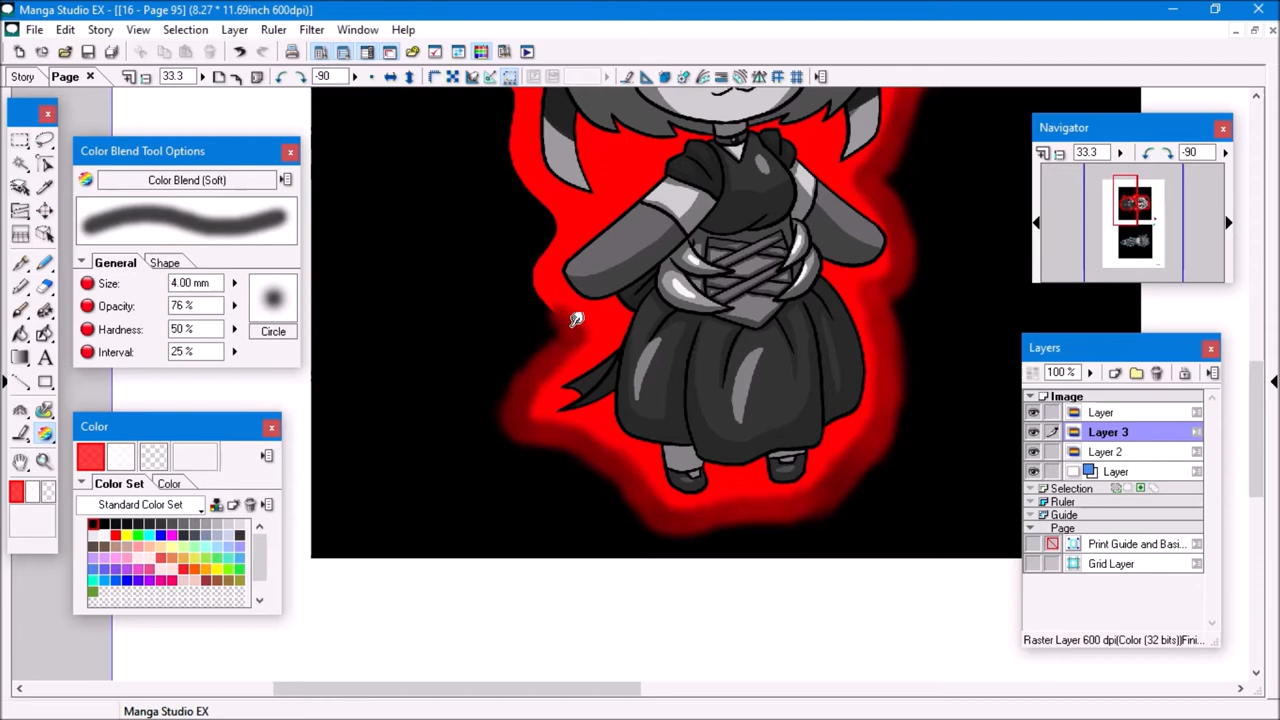 Manga Studio EX - [[16 - Page 95] (8.27 * 11.69inch 600dpi)]
File Edit Story View Selection Layer Ruler Filter Window Help
Story Page 33.3 -90
Color Blend Tool Options
Color Blend (Soft)
General Shape
Size: 4.00 mm
Opacity: 76 %
Hardness: 50 %
Interval: 25 %
Circle
Color
Color Set Color
Standard Color Set
Navigator
33.3 -90
Layers
100 %
Image
Layer
Layer 3
Layer 2
Layer
Selection
Ruler
Guide
Page
Print Guide and Basi...
Grid Layer
Raster Layer 600 dpi(Color (32 bits))Fini...
Manga Studio EX